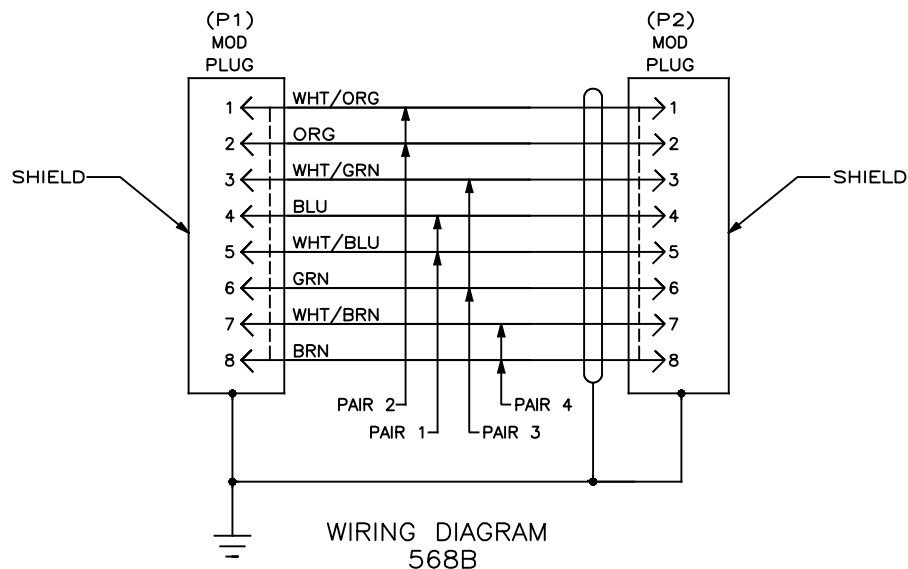 (P1)
MOD
PLUG
(P2)
MOD
PLUG
1 WHT/ORG 1
2 ORG 2
3 WHT/GRN 3
SHIELD
SHIELD
4 BLU 4
5 WHT/BLU 5
6 GRN 6
7 WHT/BRN 7
8 BRN 8
PAIR 2
PAIR 4
PAIR 1
PAIR 3
WIRING DIAGRAM
568B